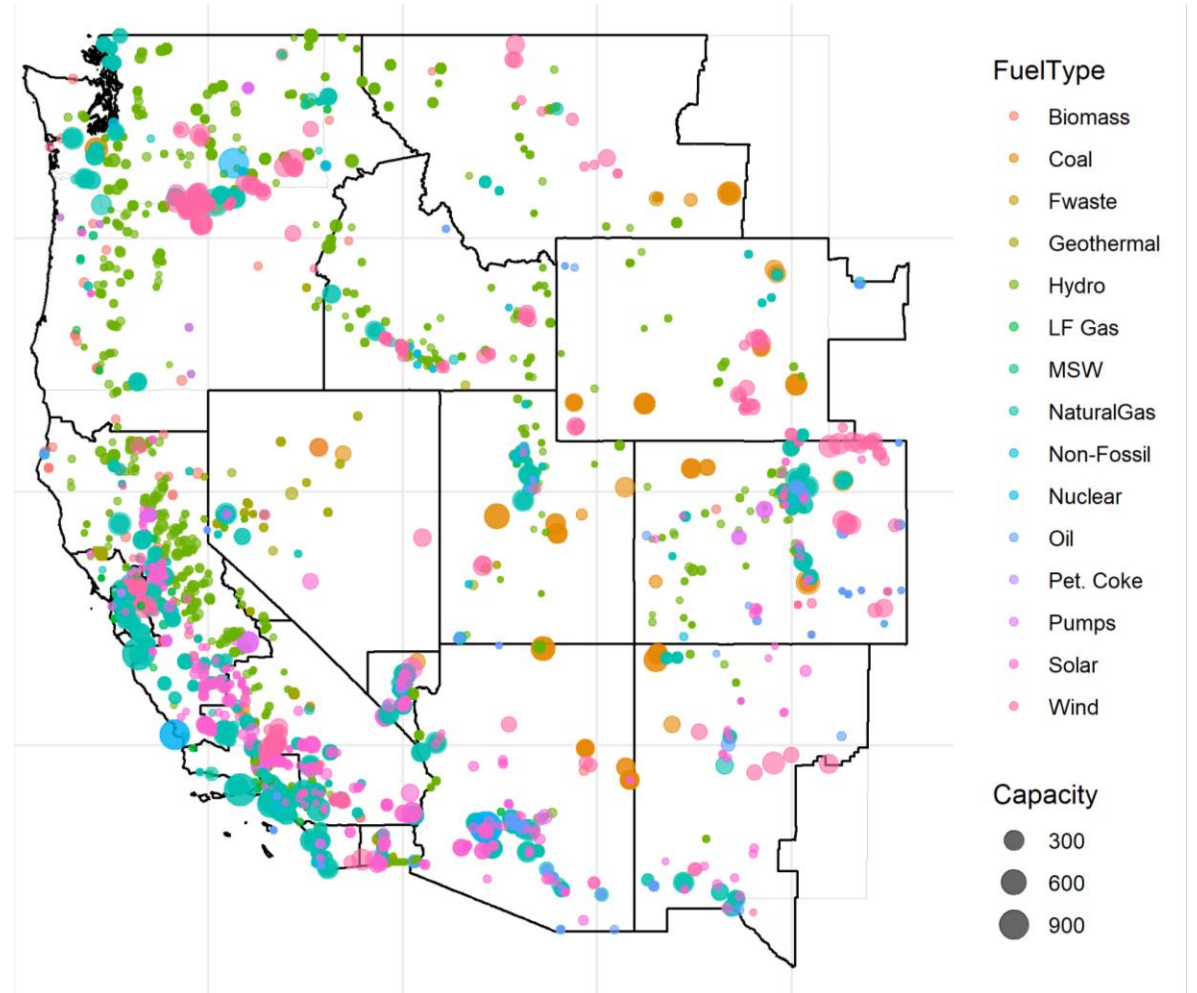 FuelType
Biomass
Coal
Fwaste
Geothermal
Hydro
LF Gas
MSW
NaturalGas
Non-Fossil
Nuclear
Oil
Pet. Coke
Pumps
Solar
Wind
Capacity
300
600
900